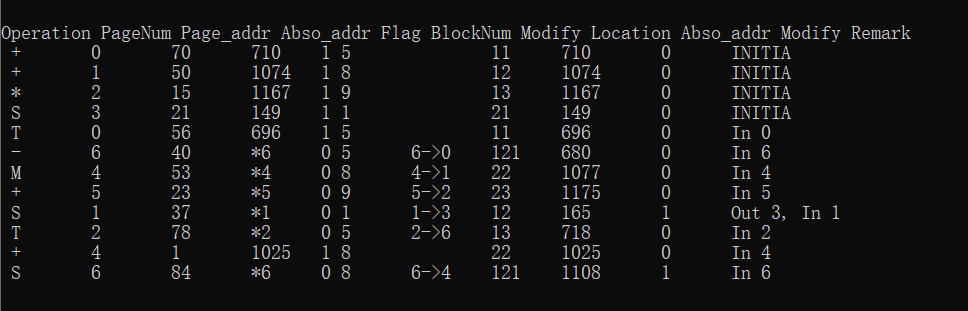 Operation PageNum Page_addr Abso_addr Flag BlockNum Modify Location Abso_addr Modify Remark
+ 0 70 710 1 5 11 710 0 INITIA
+ 1 50 1074 1 8 12 1074 0 INITIA
* 2 15 1167 1 9 13 1167 0 INITIA
S 3 21 149 1 1 21 149 0 INITIA
T 0 56 696 1 5 11 696 0 In 0
- 6 40 *6 0 5 6->0 121 680 0 In 6
M 4 53 *4 0 8 4->1 22 1077 0 In 4
+ 5 23 *5 0 9 5->2 23 1175 0 In 5
S 1 37 *1 0 1 1->3 12 165 1 Out 3, In 1
T 2 78 *2 0 5 2->6 13 718 0 In 2
+ 4 1 1025 1 8 22 1025 0 In 4
S 6 84 *6 0 8 6->4 121 1108 1 In 6